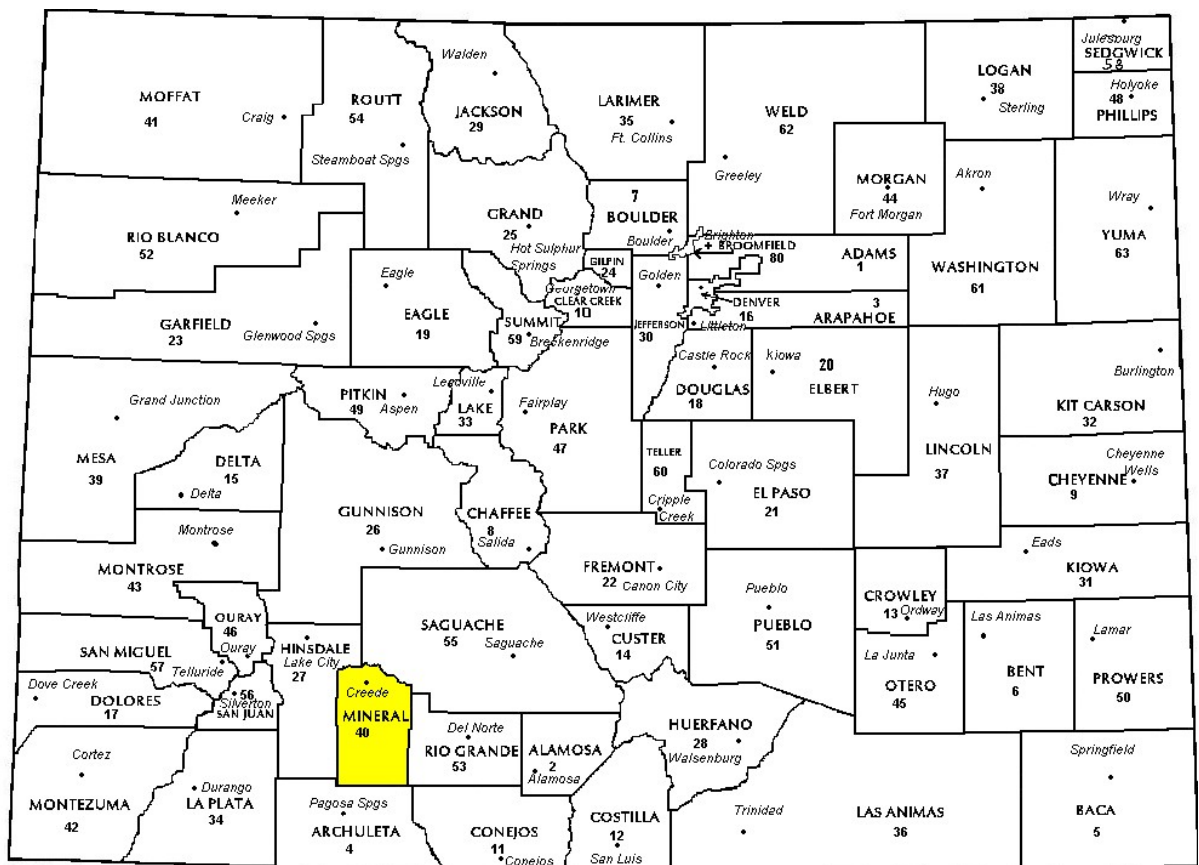 Walden
JACKSON
29
MOFFAT
41
Craig
ROUTT
54
Steamboat Spgs
LARIMER
35
Ft. Collins
WELD
62
Greeley
LOGAN
38
Sterling
Julesburg
SEDGWICK
58
Holyoke
48
PHILLIPS
MORGAN
44
Fort Morgan
Akron
WASHINGTON
61
Wray
YUMA
63
Meeker
RIO BLANCO
52
GRAND
25
Hot Sulphur
Springs
7
BOULDER
Boulder
Brighton
+ BROOMFIELD
80
ADAMS
1
GILPIN
24
Golden
JEFFERSON
30
Georgetown
CLEAR CREEK
10
DENVER
16
3
ARAPAHOE
Littleton
GARFIELD
23
Glenwood Spgs
Eagle
EAGLE
19
SUMMIT
59
Breckenridge
Castle Rock
DOUGLAS
18
Kiowa
20
ELBERT
Hugo
LINCOLN
37
Burlington
KIT CARSON
32
Grand Junction
MESA
39
PITKIN
49
Aspen
Leadville
LAKE
33
Fairplay
PARK
47
TELLER
60
Cripple
Creek
Colorado Spgs
EL PASO
21
Cheyenne
Wells
CHEYENNE
9
DELTA
15
Delta
GUNNISON
26
Gunnison
CHAFFEE
8
Salida
Montrose
MONTROSE
43
FREMONT
22
Canon City
Pueblo
PUEBLO
51
CROWLEY
13
Ordway
Eads
KIOWA
31
OURAY
46
Ouray
SAN MIGUEL
57
Telluride
HINSDALE
Lake City
27
SAGUACHE
55
Saguache
Westcliffe
CUSTER
14
La Junta
OTERO
45
Las Animas
BENT
6
Lamar
PROWERS
50
Dove Creek
DOLORES
17
56
Silverton
SAN JUAN
Creede
MINERAL
40
Del Norte
RIO GRANDE
53
ALAMOSA
2
Alamosa
HUERFANO
28
Walsenburg
Cortez
MONTEZUMA
42
Durango
LA PLATA
34
Pagosa Spgs
ARCHULETA
4
CONEJOS
11
Conejos
COSTILLA
12
San Luis
Trinidad
LAS ANIMAS
36
Springfield
BACA
5